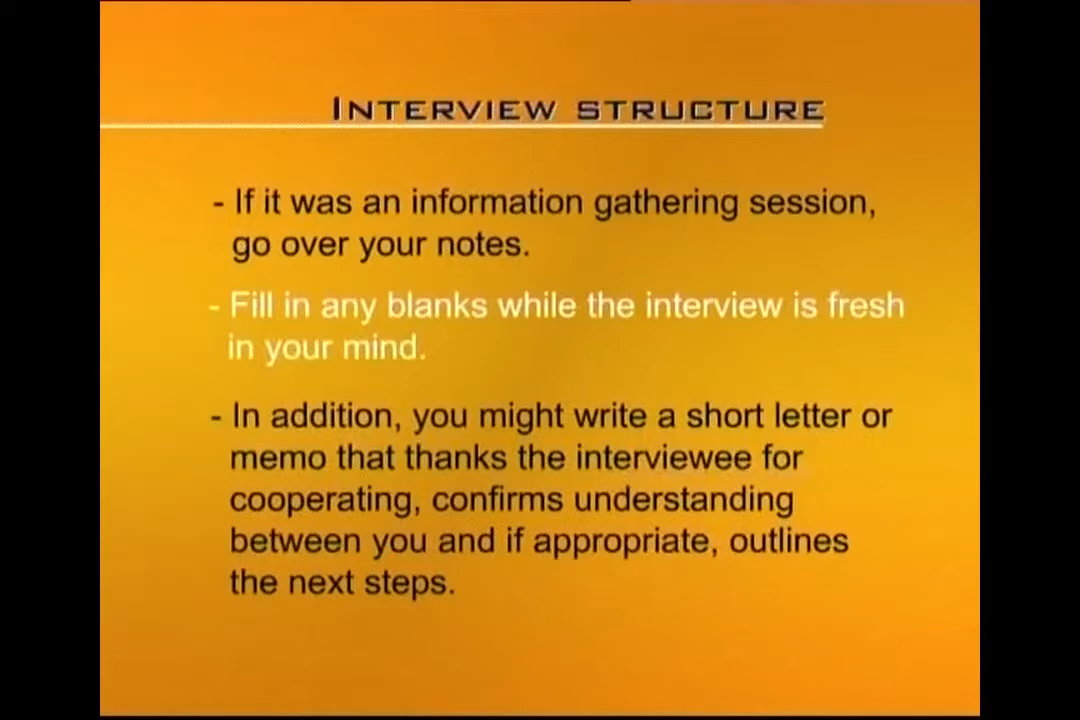 INTERVIEW STRUCTURE
- If it was an information gathering session,
go over your notes.
- Fill in any blanks while the interview is fresh
in your mind.
- In addition, you might write a short letter or
memo that thanks the interviewee for
cooperating, confirms understanding
between you and if appropriate, outlines
the next steps.